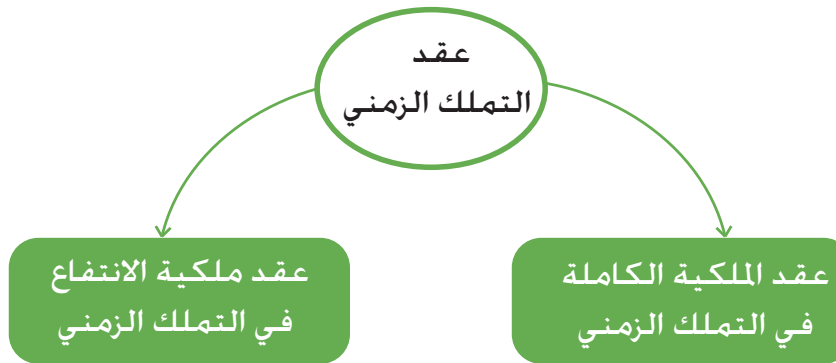 عقد
التملك الزمني
عقد الملكية الكاملة
في التملك الزمني
عقد ملكية الانتفاع
في التملك الزمني